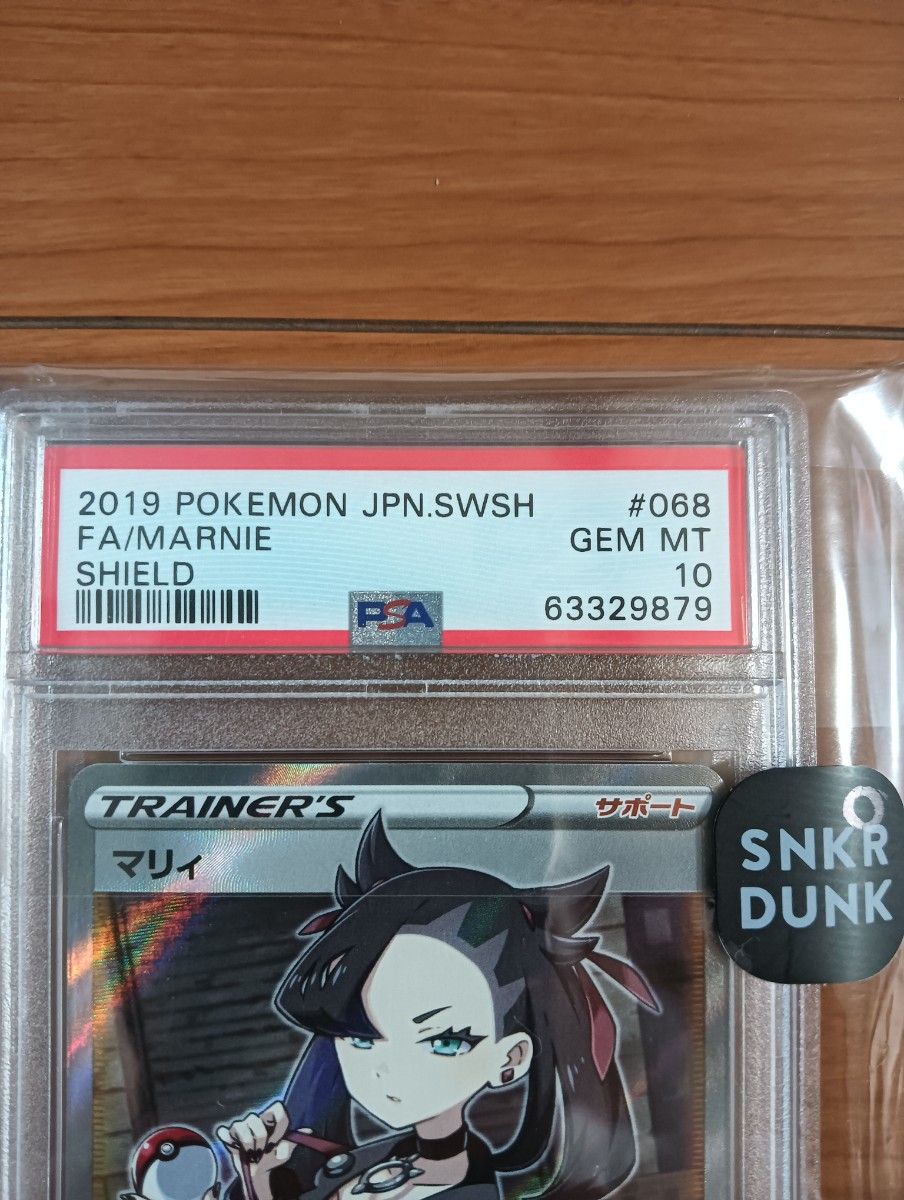 2019 POKEMON JPN.SWSH #068
FA/MARNIE GEM MT
SHIELD 10
PSA 63329879
TRAINER'S サポート
マリィ
SNKR
DUNK